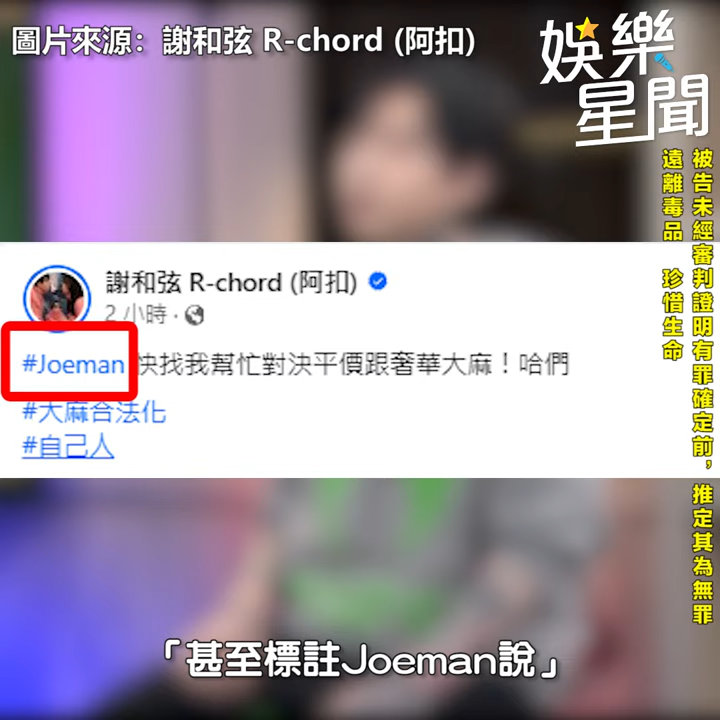 圖片來源：謝和弦 R-chord (阿扣)
娛樂
星聞
被告未經審判證明有罪確定前，推定其為無罪
遠離毒品 珍惜生命
謝和弦 R-chord (阿扣)
2 小時
#Joeman 快找我幫忙對決平價跟奢華大麻！哈們
#大麻合法化
#自己人
「甚至標註Joeman說」